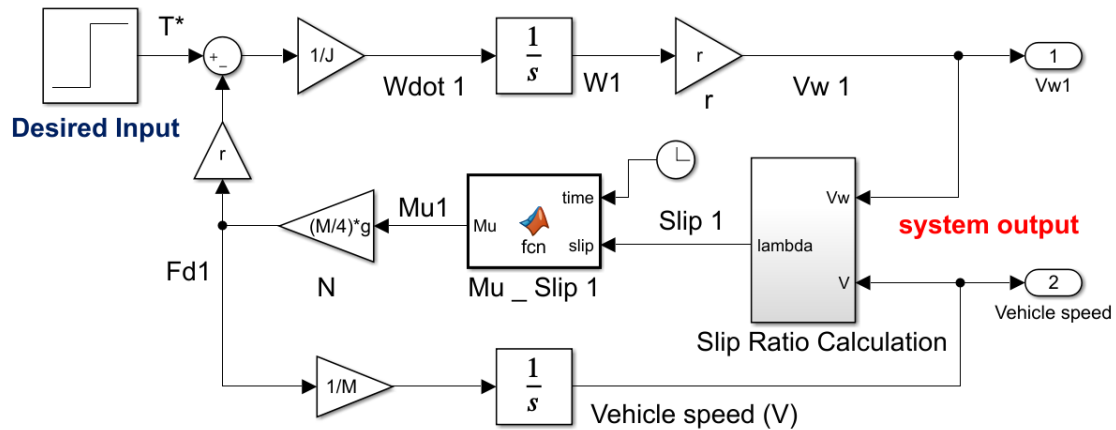 T*
+
_
1/J
Wdot 1
1
s
W1
r
r
Vw 1
1
Vw1
Desired Input
r
Fd1
(M/4)*g
N
Mu1
Mu
time
fcn
slip
Mu _ Slip 1
Slip 1
Vw
lambda
V
Slip Ratio Calculation
system output
2
Vehicle speed
1/M
1
s
Vehicle speed (V)